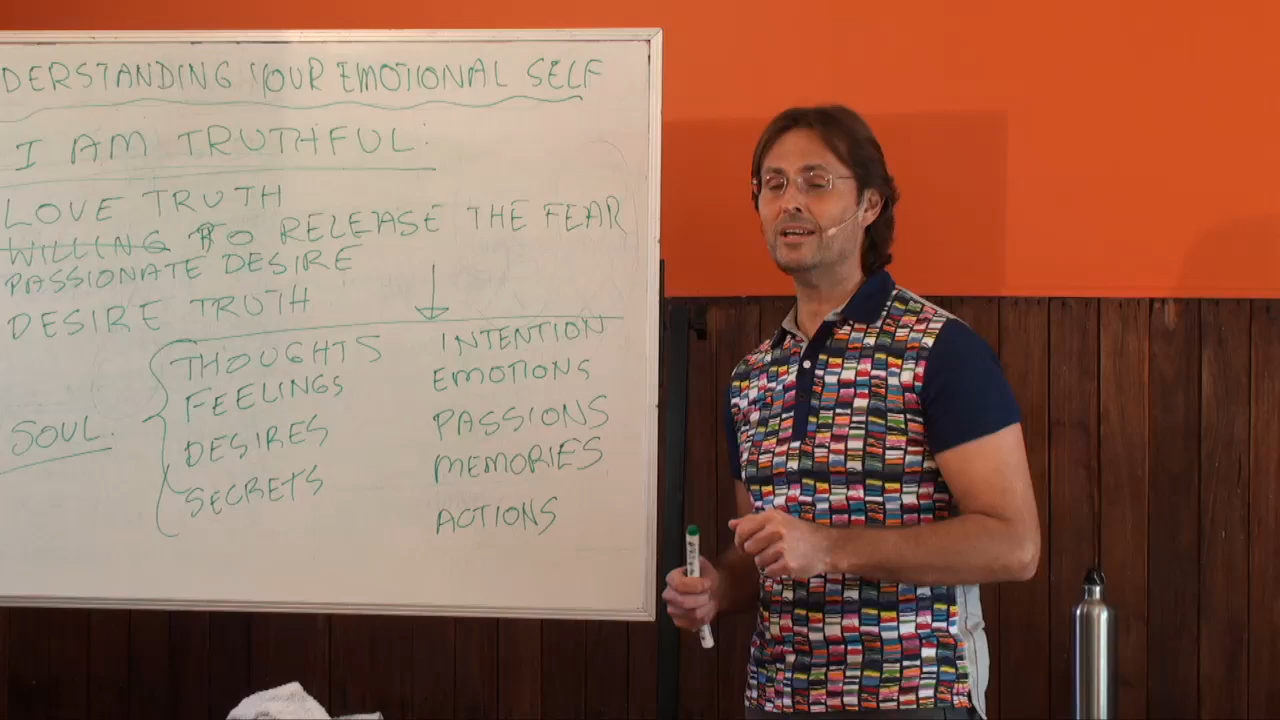 DERSTANDING YOUR EMOTIONAL SELF
I AM TRUTHFUL.
LOVE TRUTH
WILLING TO RELEASE THE FEAR
PASSIONATE DESIRE
DESIRE TRUTH
THOUGHTS INTENTION
FEELINGS EMOTIONS
SOUL. DESIRES PASSIONS
SECRETS MEMORIES
ACTIONS